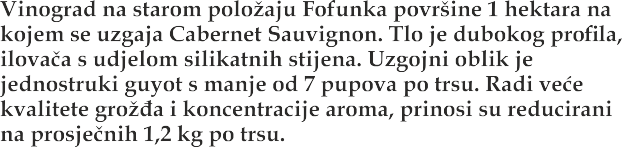 Vinograd na starom položaju Fofunka površine 1 hektara na
kojem se uzgaja Cabernet Sauvignon. Tlo je dubokog profila,
ilovača s udjelom silikatnih stijena. Uzgojni oblik je
jednostruki guyot s manje od 7 pupova po trsu. Radi veće
kvalitete grožđa i koncentracije aroma, prinosi su reducirani
na prosječnih 1,2 kg po trsu.